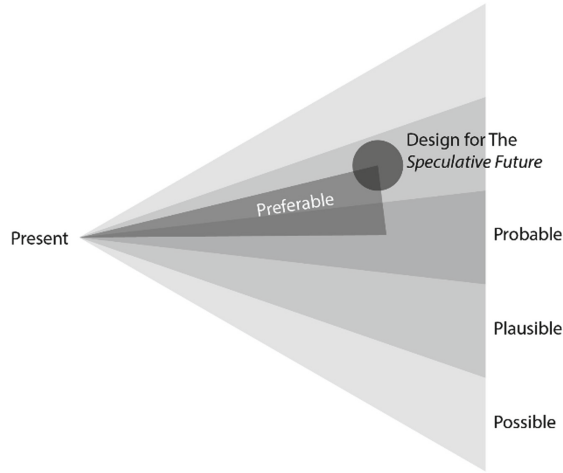 Design for The
Speculative Future
Preferable
Present
Probable
Plausible
Possible